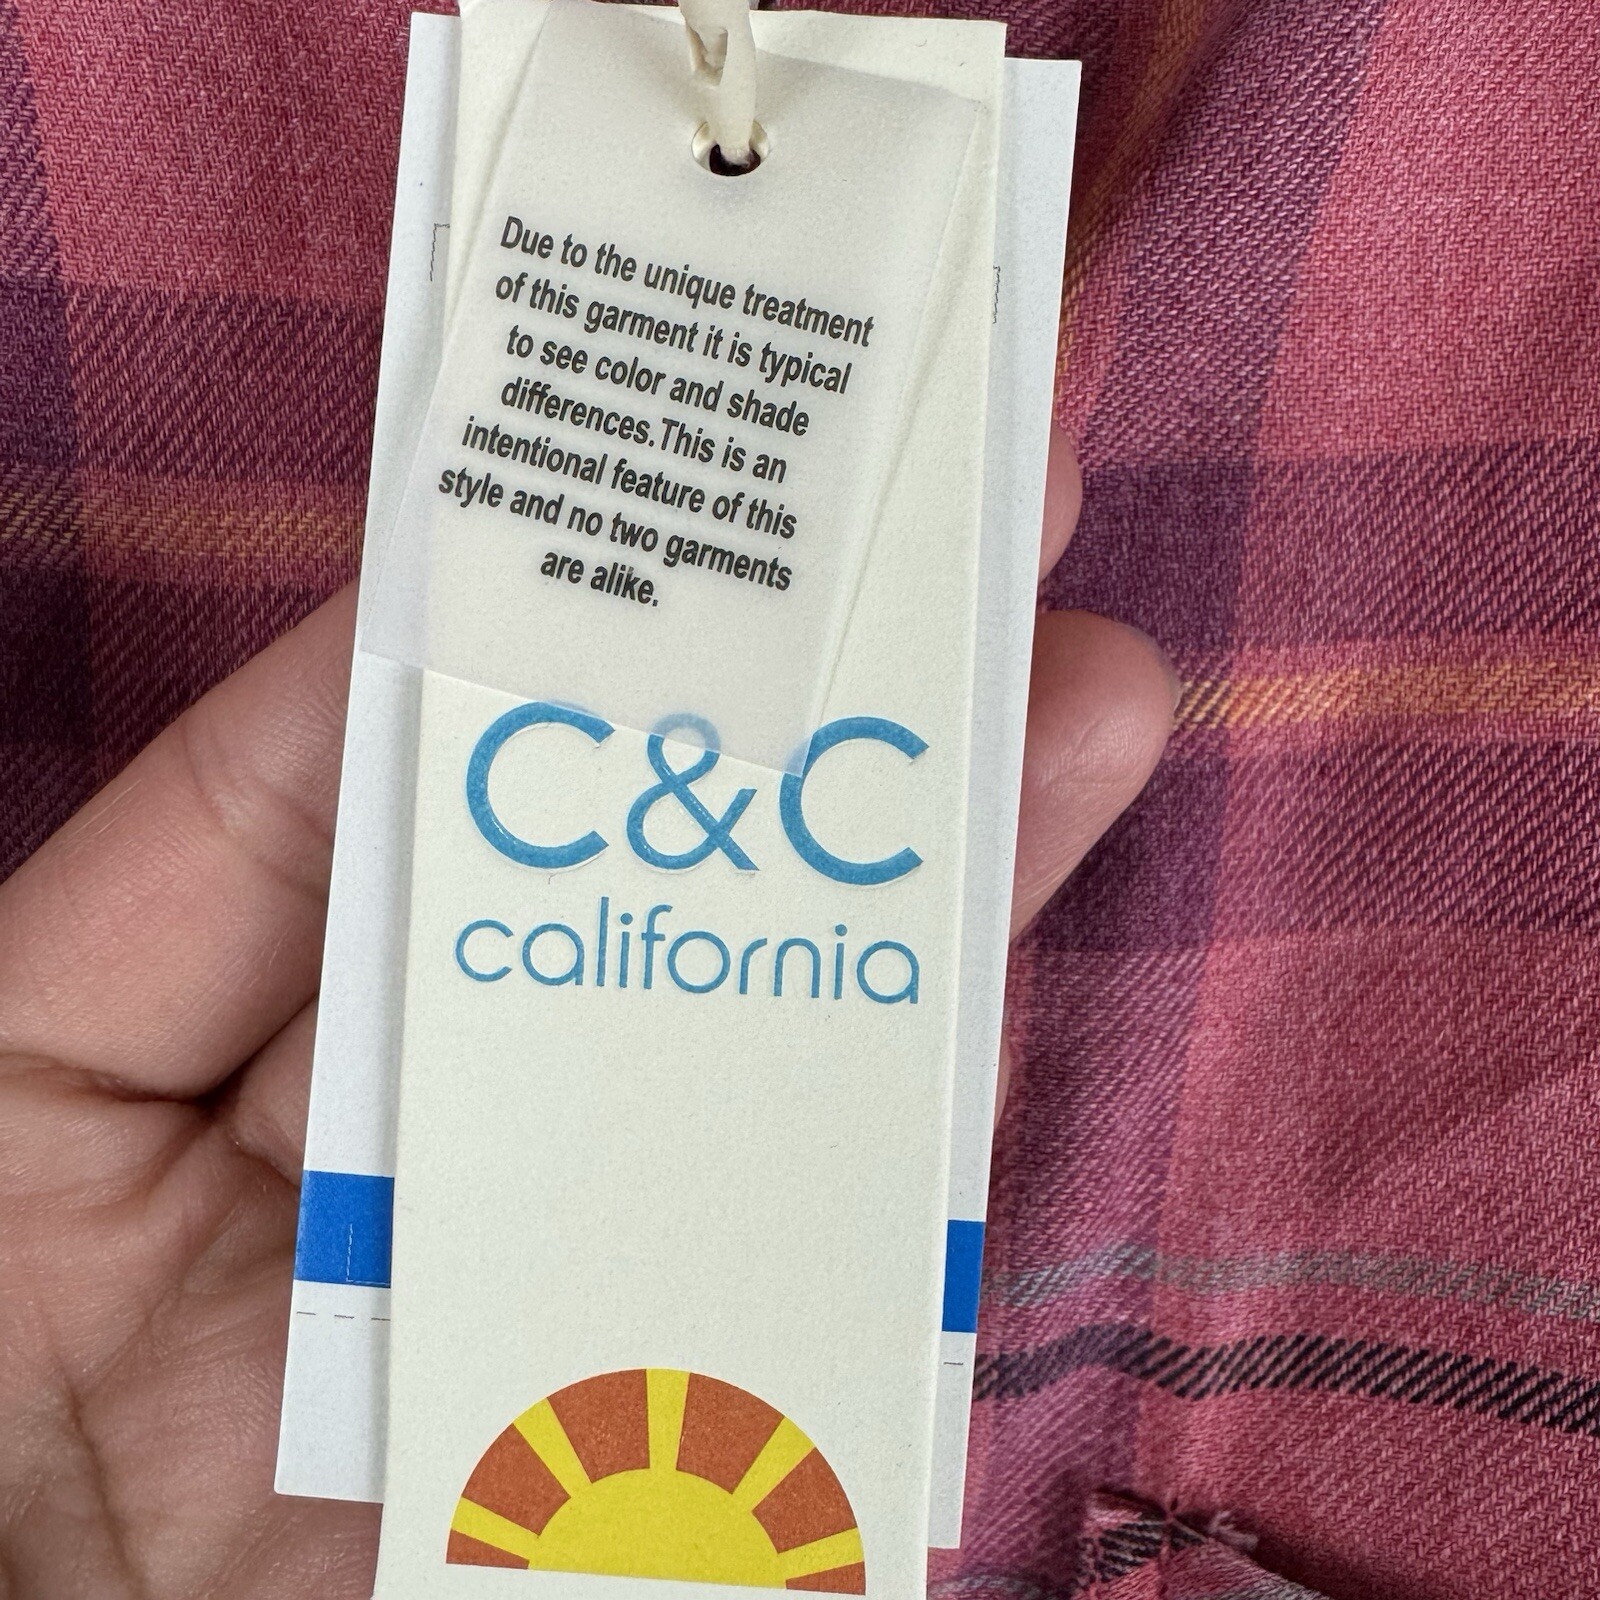 Due to the unique treatment
of this garment it is typical
to see color and shade
differences.This is an
intentional feature of this
style and no two garments
are alike.
C&C
california